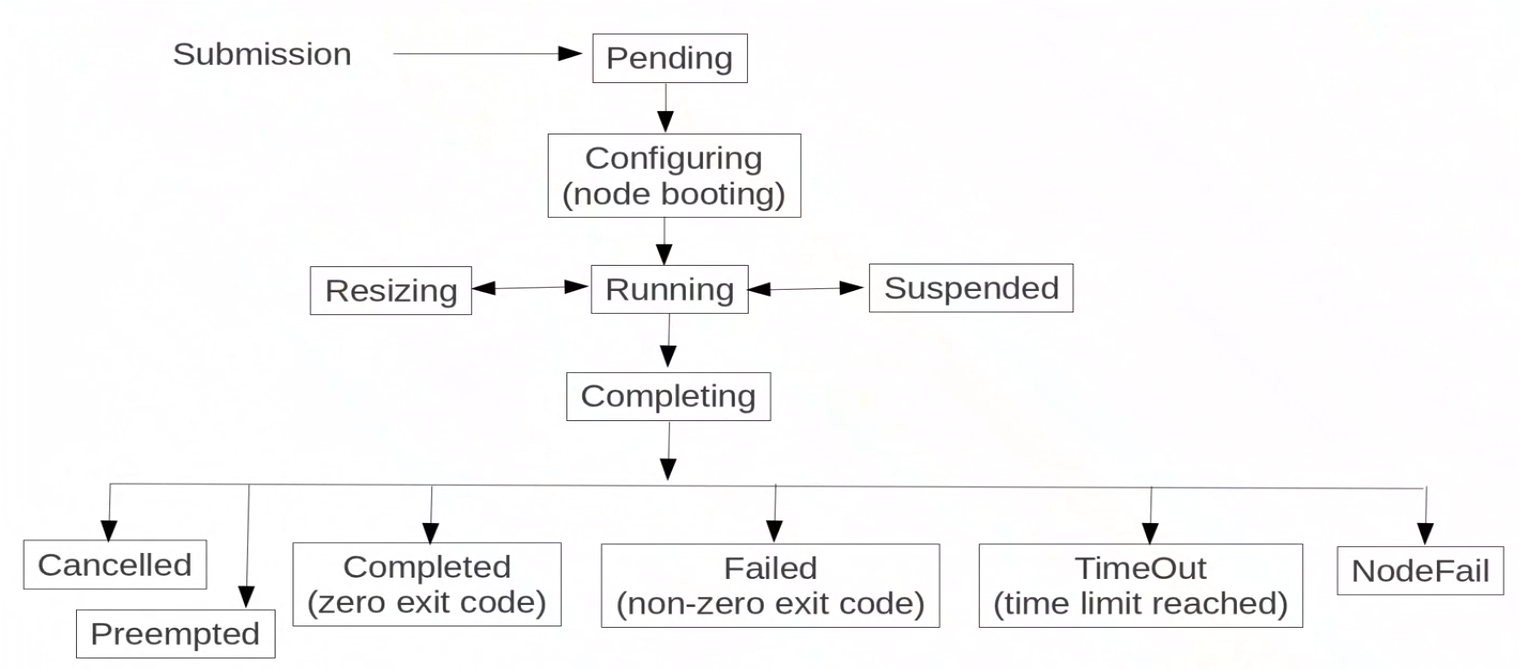 Submission
Pending
Configuring
(node booting)
Resizing
Running
Suspended
Completing
Cancelled
Preempted
Completed
(zero exit code)
Failed
(non-zero exit code)
TimeOut
(time limit reached)
NodeFail